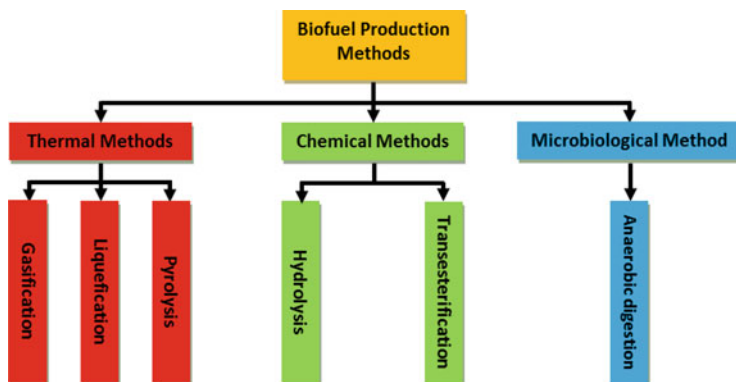 Biofuel Production
Methods
Thermal Methods
Chemical Methods
Microbiological Method
Gasification
Liquefication
Pyrolysis
Hydrolysis
Transesterification
Anaerobic digestion